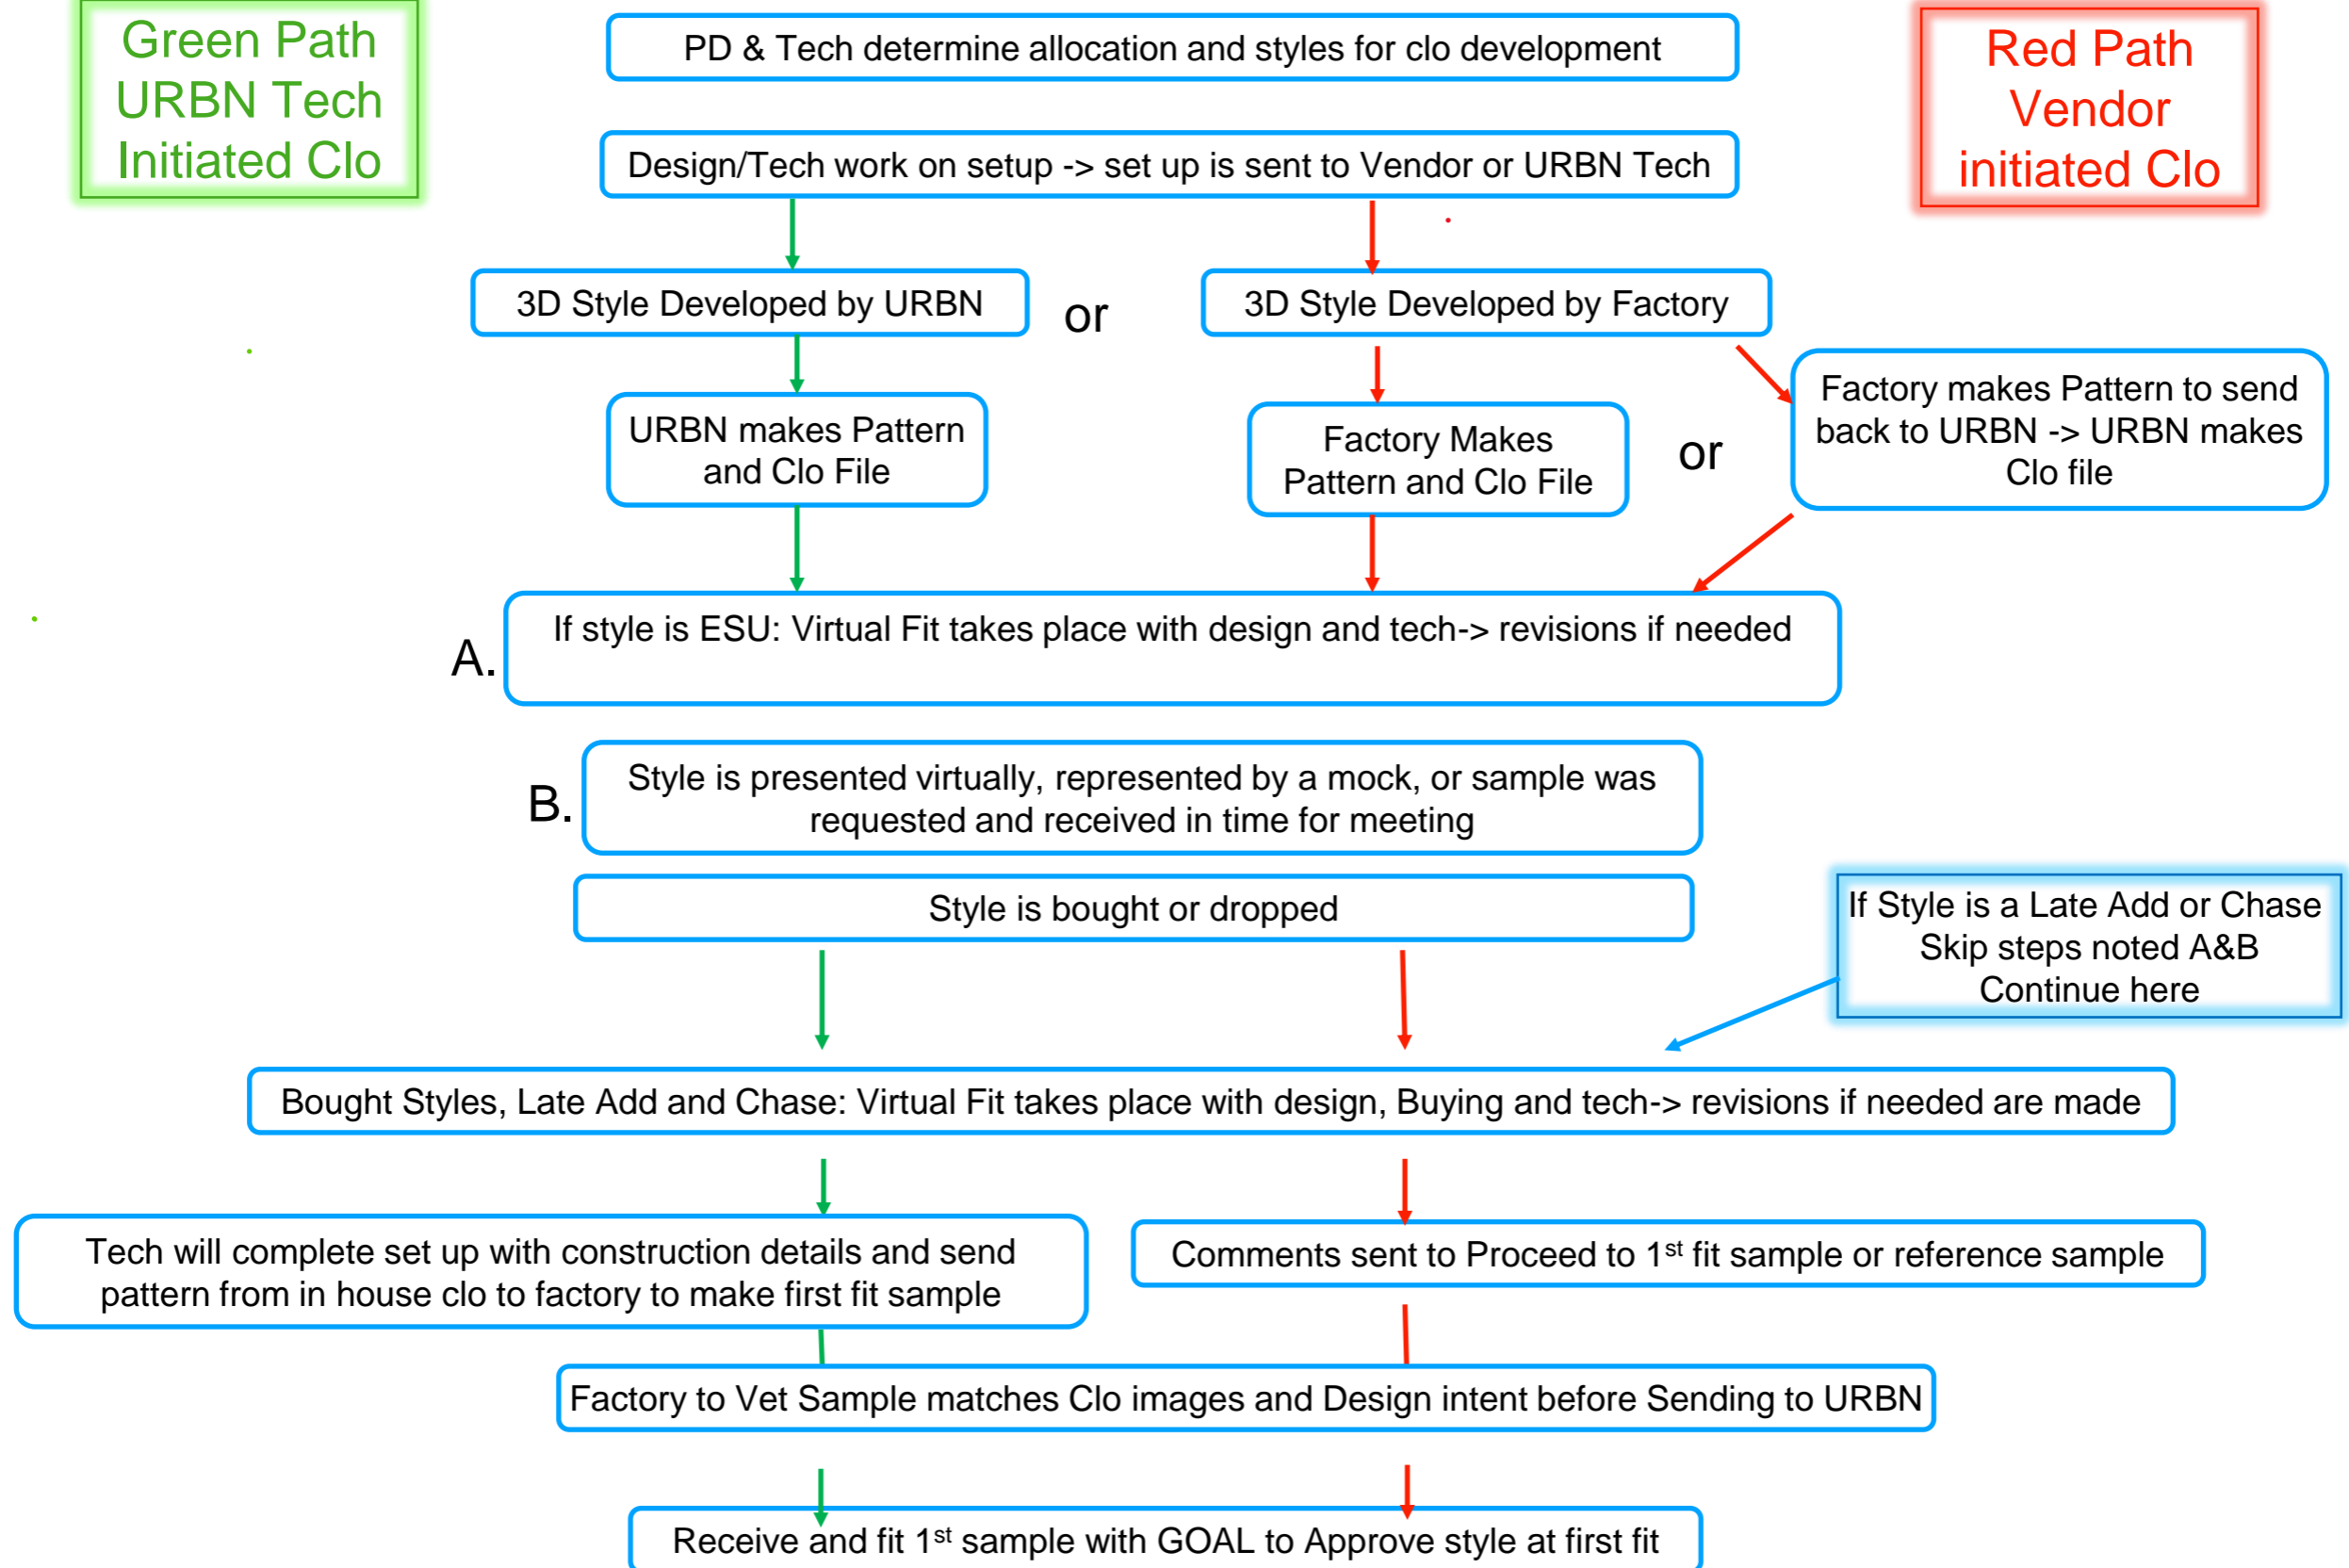 Green Path
URBN Tech
Initiated Clo
PD & Tech determine allocation and styles for clo development
Red Path
Vendor
initiated Clo
Design/Tech work on setup -> set up is sent to Vendor or URBN Tech
3D Style Developed by URBN
or
3D Style Developed by Factory
URBN makes Pattern
and Clo File
Factory Makes
Pattern and Clo File
or
Factory makes Pattern to send
back to URBN -> URBN makes
Clo file
A.
If style is ESU: Virtual Fit takes place with design and tech-> revisions if needed
B.
Style is presented virtually, represented by a mock, or sample was
requested and received in time for meeting
Style is bought or dropped
If Style is a Late Add or Chase
Skip steps noted A&B
Continue here
Bought Styles, Late Add and Chase: Virtual Fit takes place with design, Buying and tech-> revisions if needed are made
Tech will complete set up with construction details and send
pattern from in house clo to factory to make first fit sample
Comments sent to Proceed to 1st fit sample or reference sample
Factory to Vet Sample matches Clo images and Design intent before Sending to URBN
Receive and fit 1st sample with GOAL to Approve style at first fit